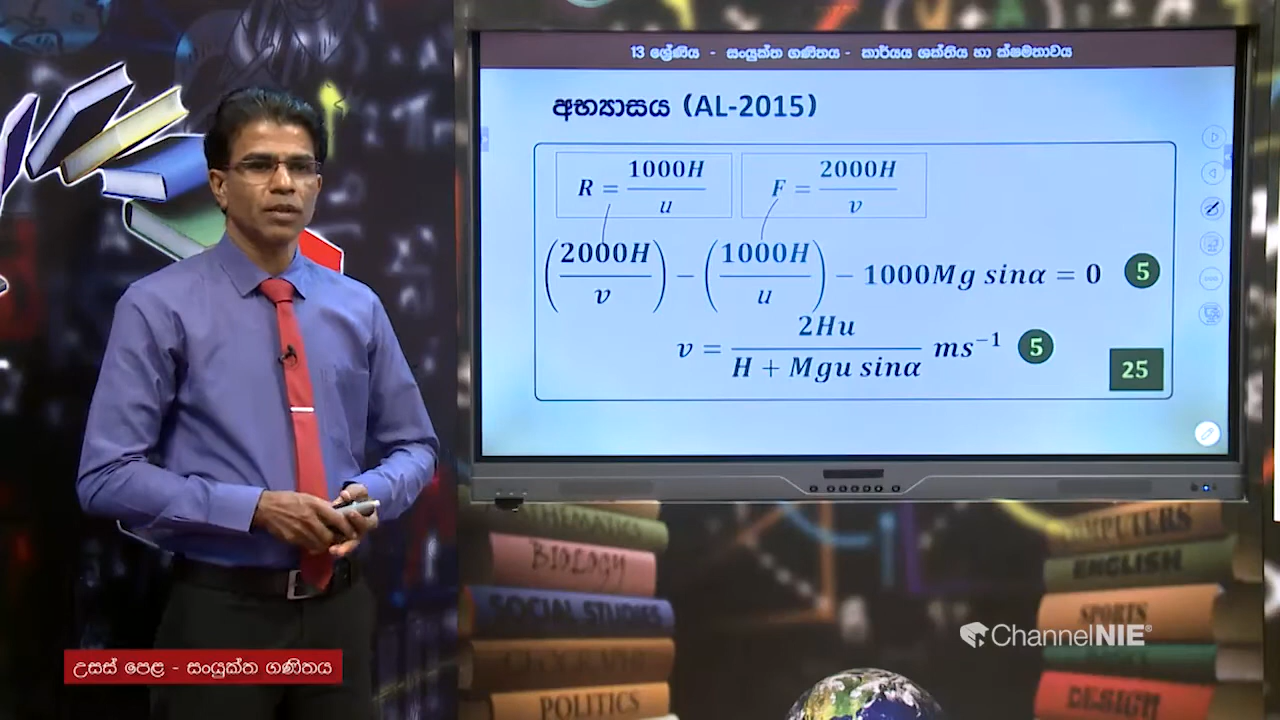 13 ශ්‍රේණිය - සංයුක්ත ගණිතය - කාර්යය ශක්තිය හා ක්ෂමතාවය
අභ්‍යාසය (AL-2015)
R = 1000H / u
F = 2000H / v
(2000H / v) − (1000H / u) − 1000Mg sinα = 0 5
v = 2Hu / (H + Mgu sinα) ms⁻¹ 5
25
MATHEMATICS
BIOLOGY
SOCIAL STUDIES
POLITICS
COMPUTERS
ENGLISH
SPORTS
DESIGN
ChannelNIE®
උසස් පෙළ - සංයුක්ත ගණිතය